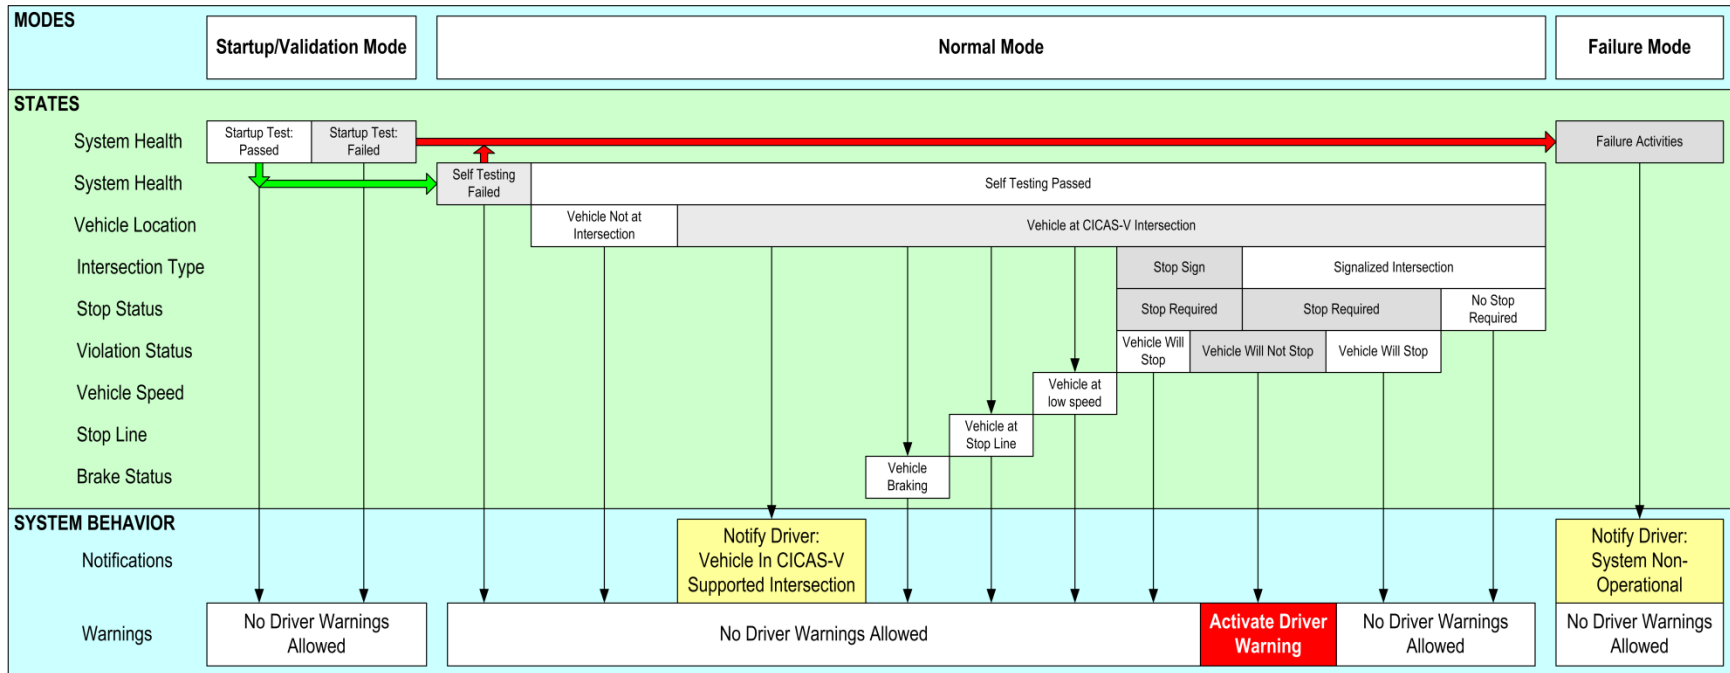 MODES
Startup/Validation Mode
Normal Mode
Failure Mode
STATES
System Health
Startup Test:
Passed
Startup Test:
Failed
Failure Activities
System Health
Self Testing
Failed
Self Testing Passed
Vehicle Location
Vehicle Not at
Intersection
Vehicle at CICAS-V Intersection
Intersection Type
Stop Sign
Signalized Intersection
Stop Status
Stop Required
Stop Required
No Stop
Required
Violation Status
Vehicle Will
Stop
Vehicle Will Not Stop
Vehicle Will Stop
Vehicle Speed
Vehicle at
low speed
Stop Line
Vehicle at
Stop Line
Brake Status
Vehicle
Braking
SYSTEM BEHAVIOR
Notifications
Notify Driver:
Vehicle In CICAS-V
Supported Intersection
Notify Driver:
System Non-
Operational
Warnings
No Driver Warnings
Allowed
No Driver Warnings Allowed
Activate Driver
Warning
No Driver Warnings
Allowed
No Driver Warnings
Allowed